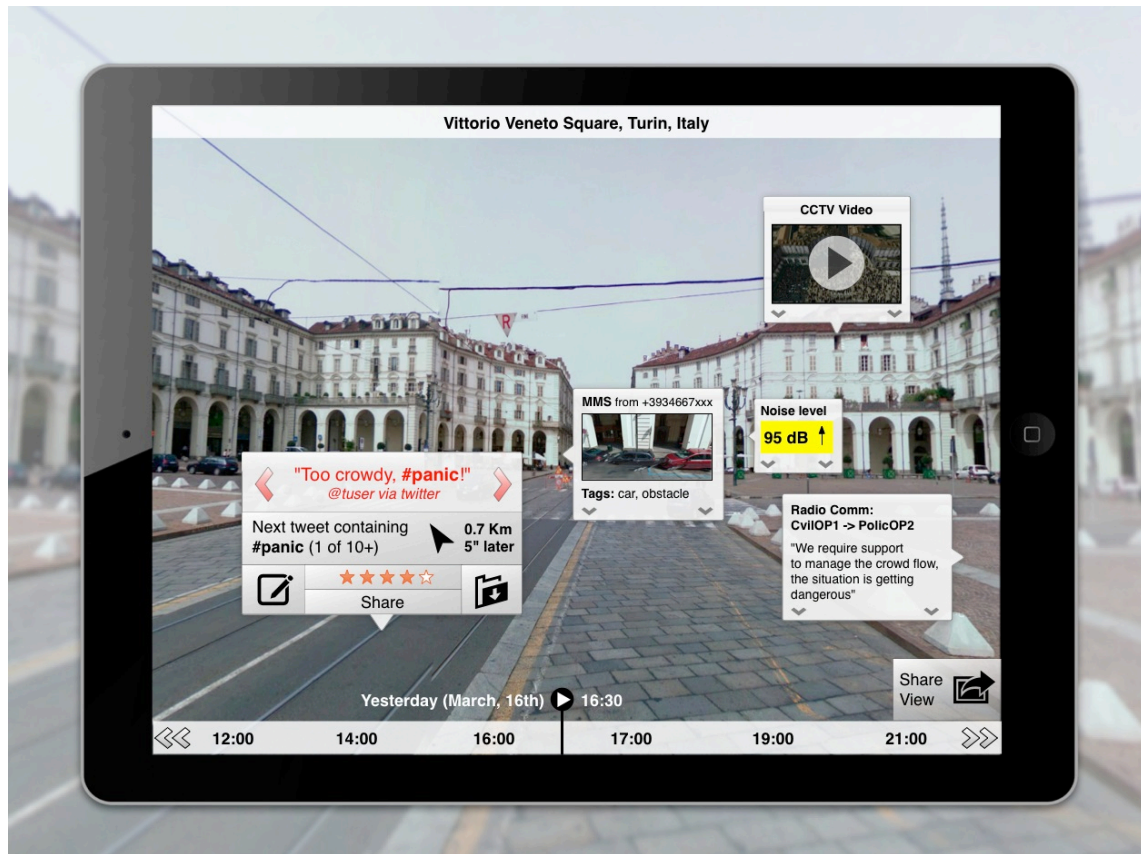 Vittorio Veneto Square, Turin, Italy
CCTV Video
R
MMS from +3934667xxx
Tags: car, obstacle
Noise level
95 dB
"Too crowdy, #panic!"
@tuser via twitter
Next tweet containing
#panic (1 of 10+)
0.7 Km
5" later
Share
Radio Comm:
CvilOP1 -> PolicOP2
"We require support
to manage the crowd flow,
the situation is getting
dangerous"
Share
View
Yesterday (March, 16th) 16:30
12:00 14:00 16:00 17:00 19:00 21:00